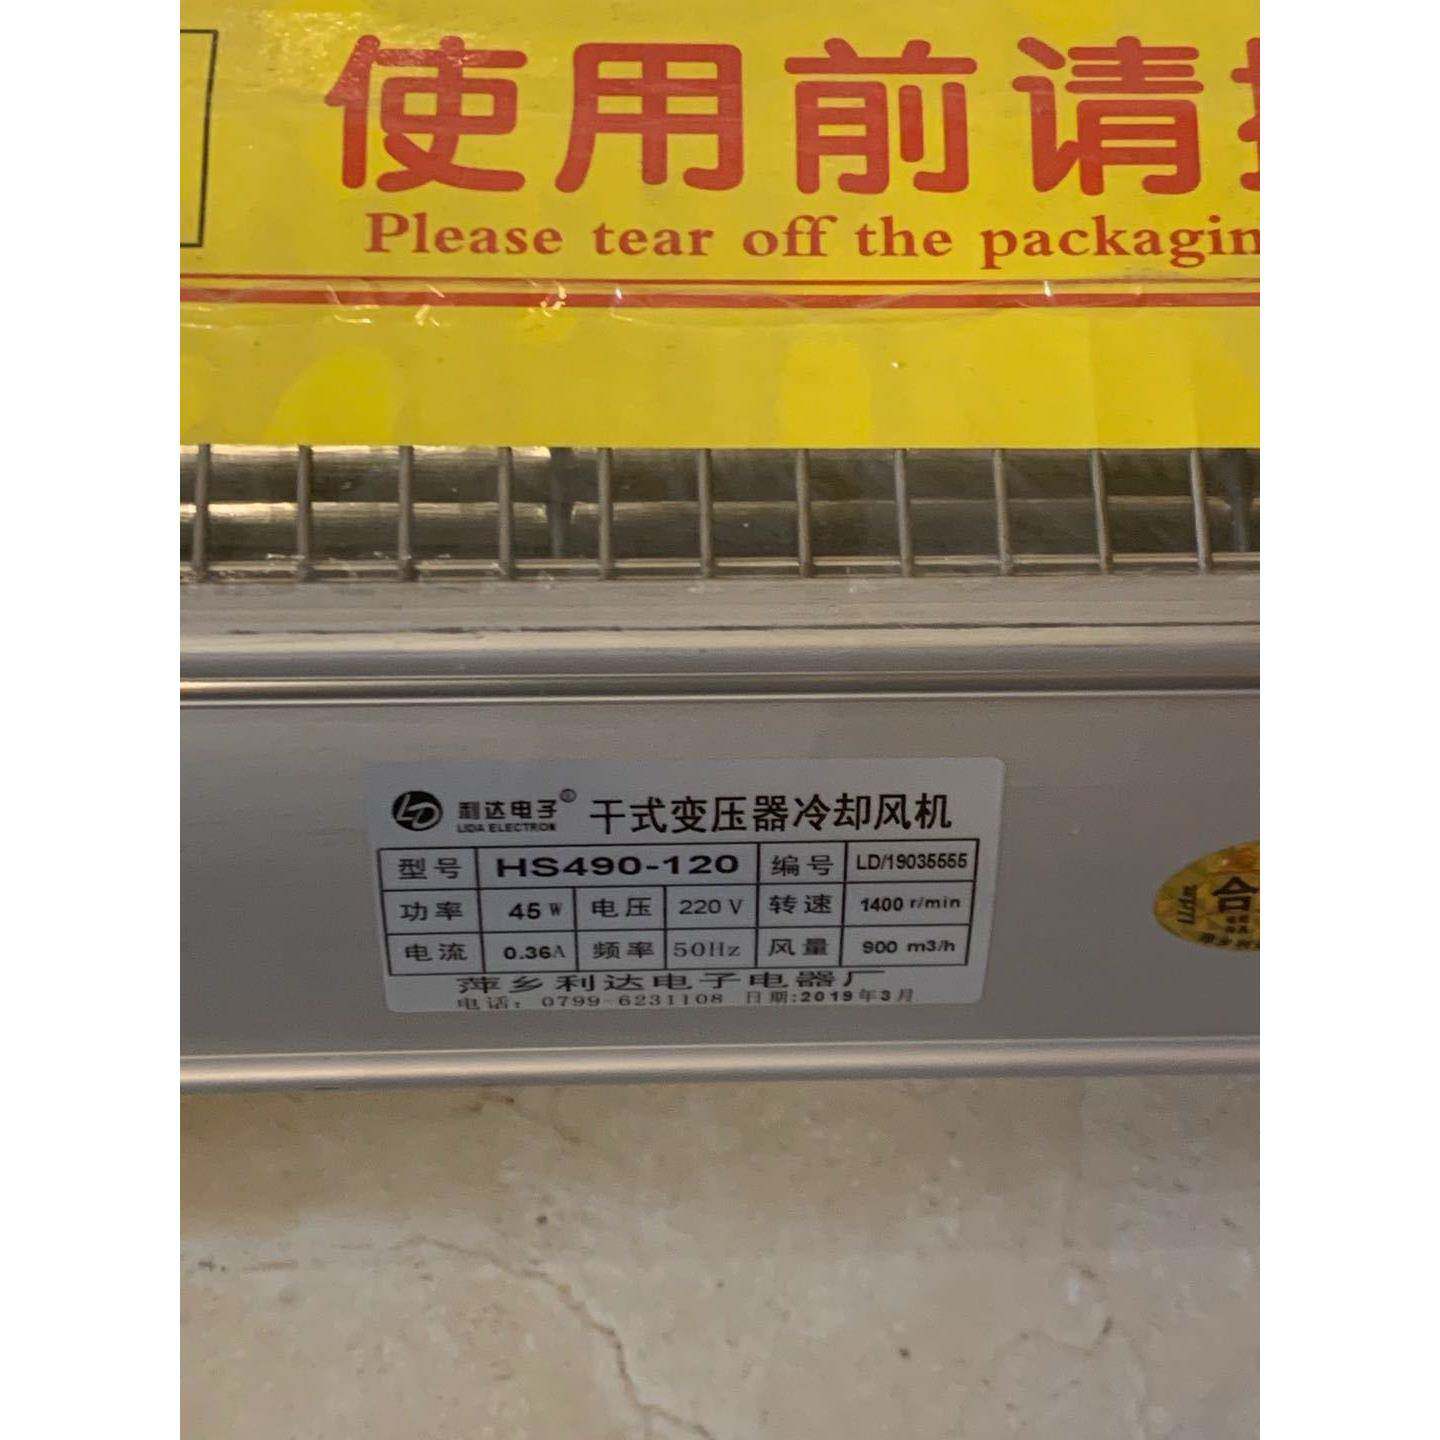 使用前请
Please tear off the packagin
LD 利达电子® 干式变压器冷却风机
LIDA ELECTRON
型号 HS490-120 编号 LD/19035555
功率 45 W 电压 220 V 转速 1400 r/min
电流 0.36A 频率 50Hz 风量 900 m3/h
萍乡利达电子电器厂
电话：0799-6231108 日期:2019年3月
Lida
合